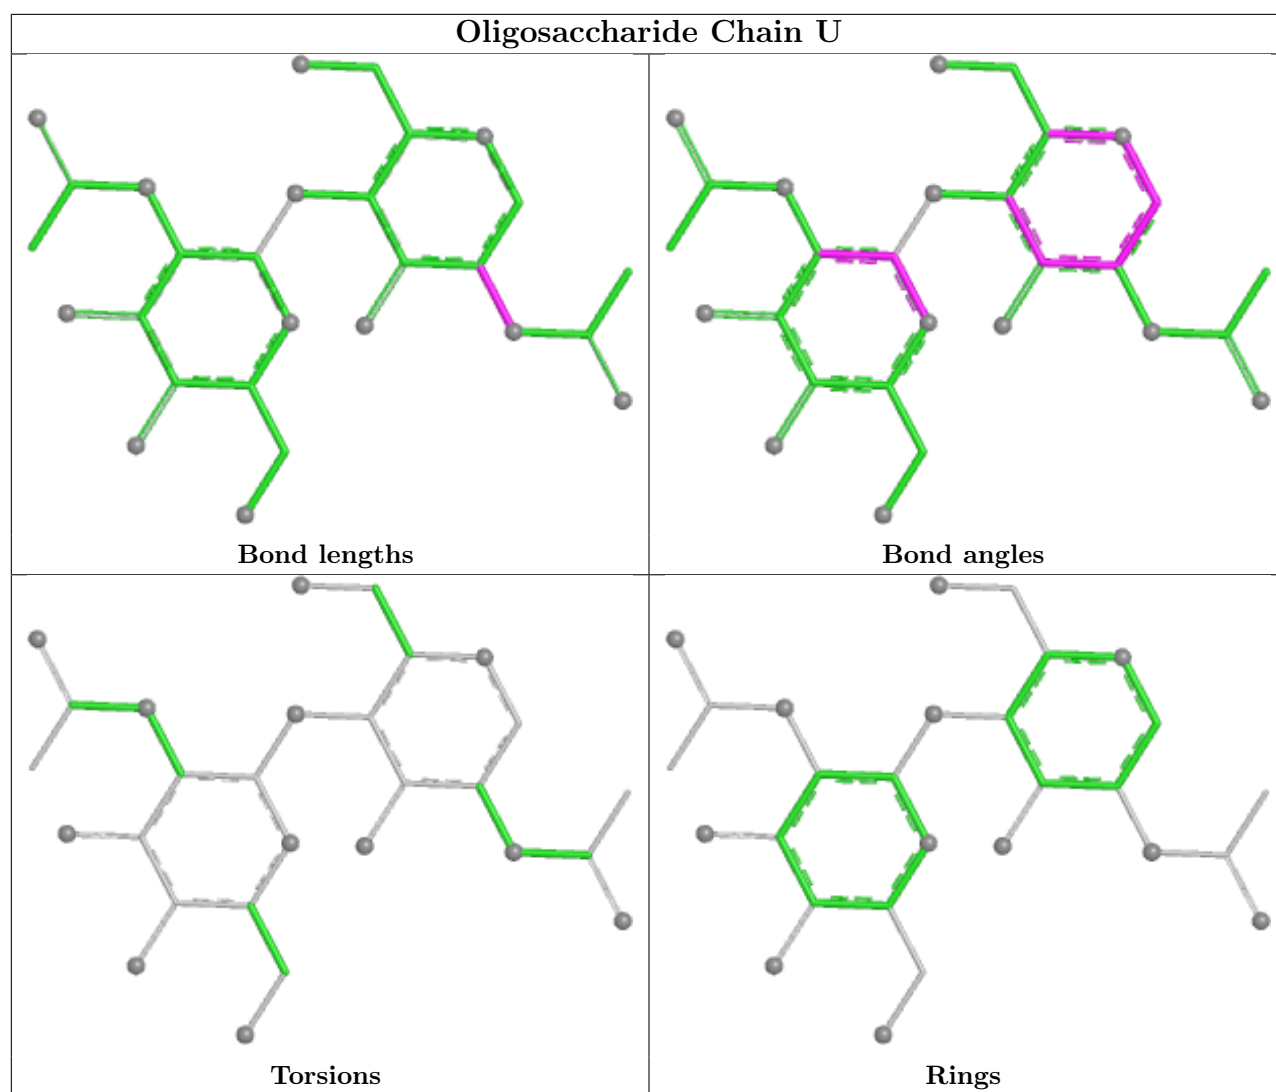 Oligosaccharide Chain U
Bond lengths
Bond angles
Torsions
Rings